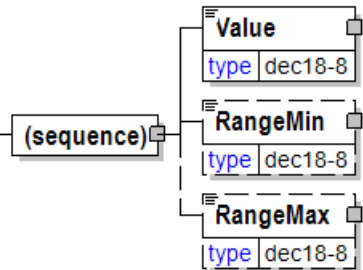 Value
type dec18-8
(sequence)
RangeMin
type dec18-8
RangeMax
type dec18-8